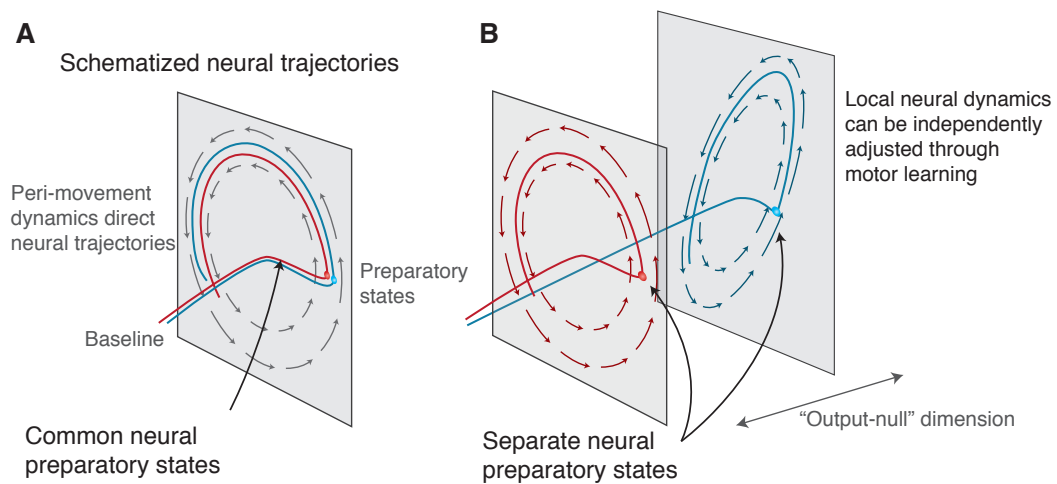 A
Schematized neural trajectories
Peri-movement
dynamics direct
neural trajectories
Preparatory
states
Baseline
Common neural
preparatory states
B
Local neural dynamics
can be independently
adjusted through
motor learning
“Output-null” dimension
Separate neural
preparatory states